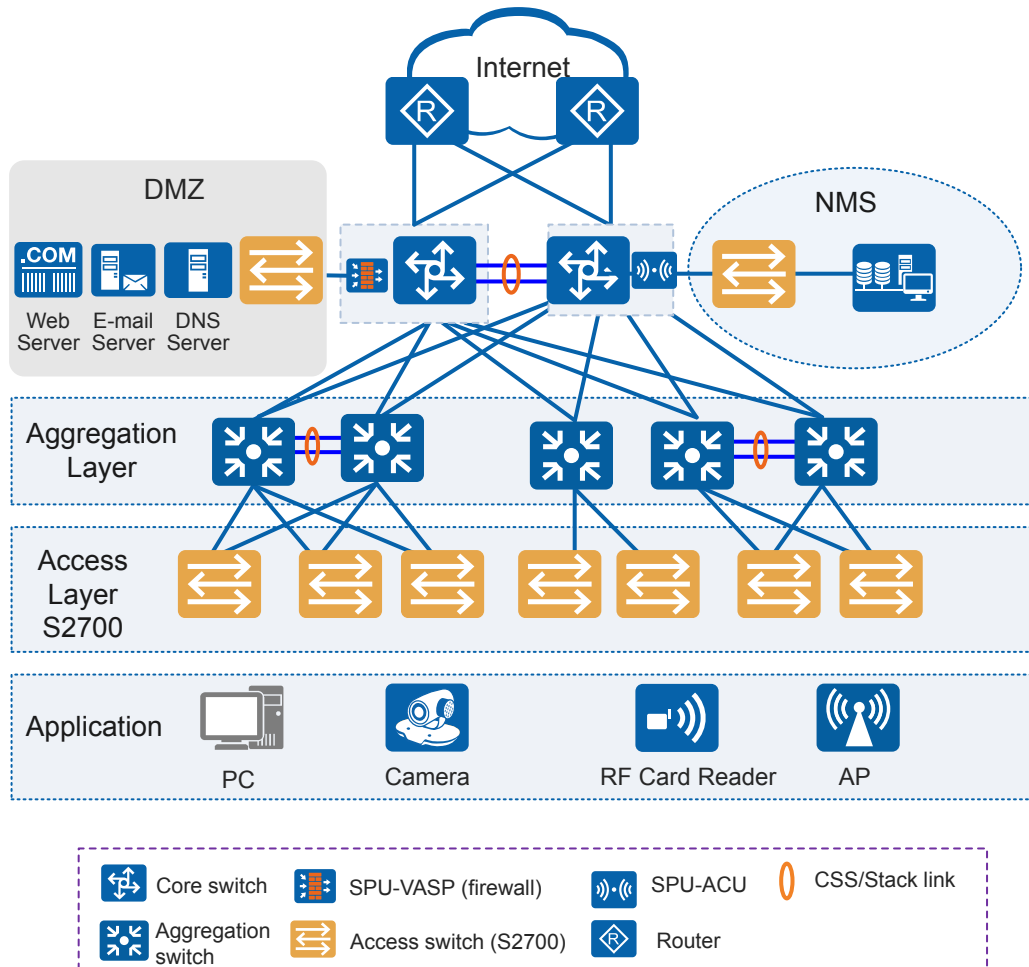 Internet
R
R
DMZ
NMS
.COM
Web
Server
E-mail
Server
DNS
Server
Aggregation
Layer
Access
Layer
S2700
Application
PC
Camera
RF Card Reader
AP
Core switch
SPU-VASP (firewall)
SPU-ACU
CSS/Stack link
Aggregation
switch
Access switch (S2700)
R
Router